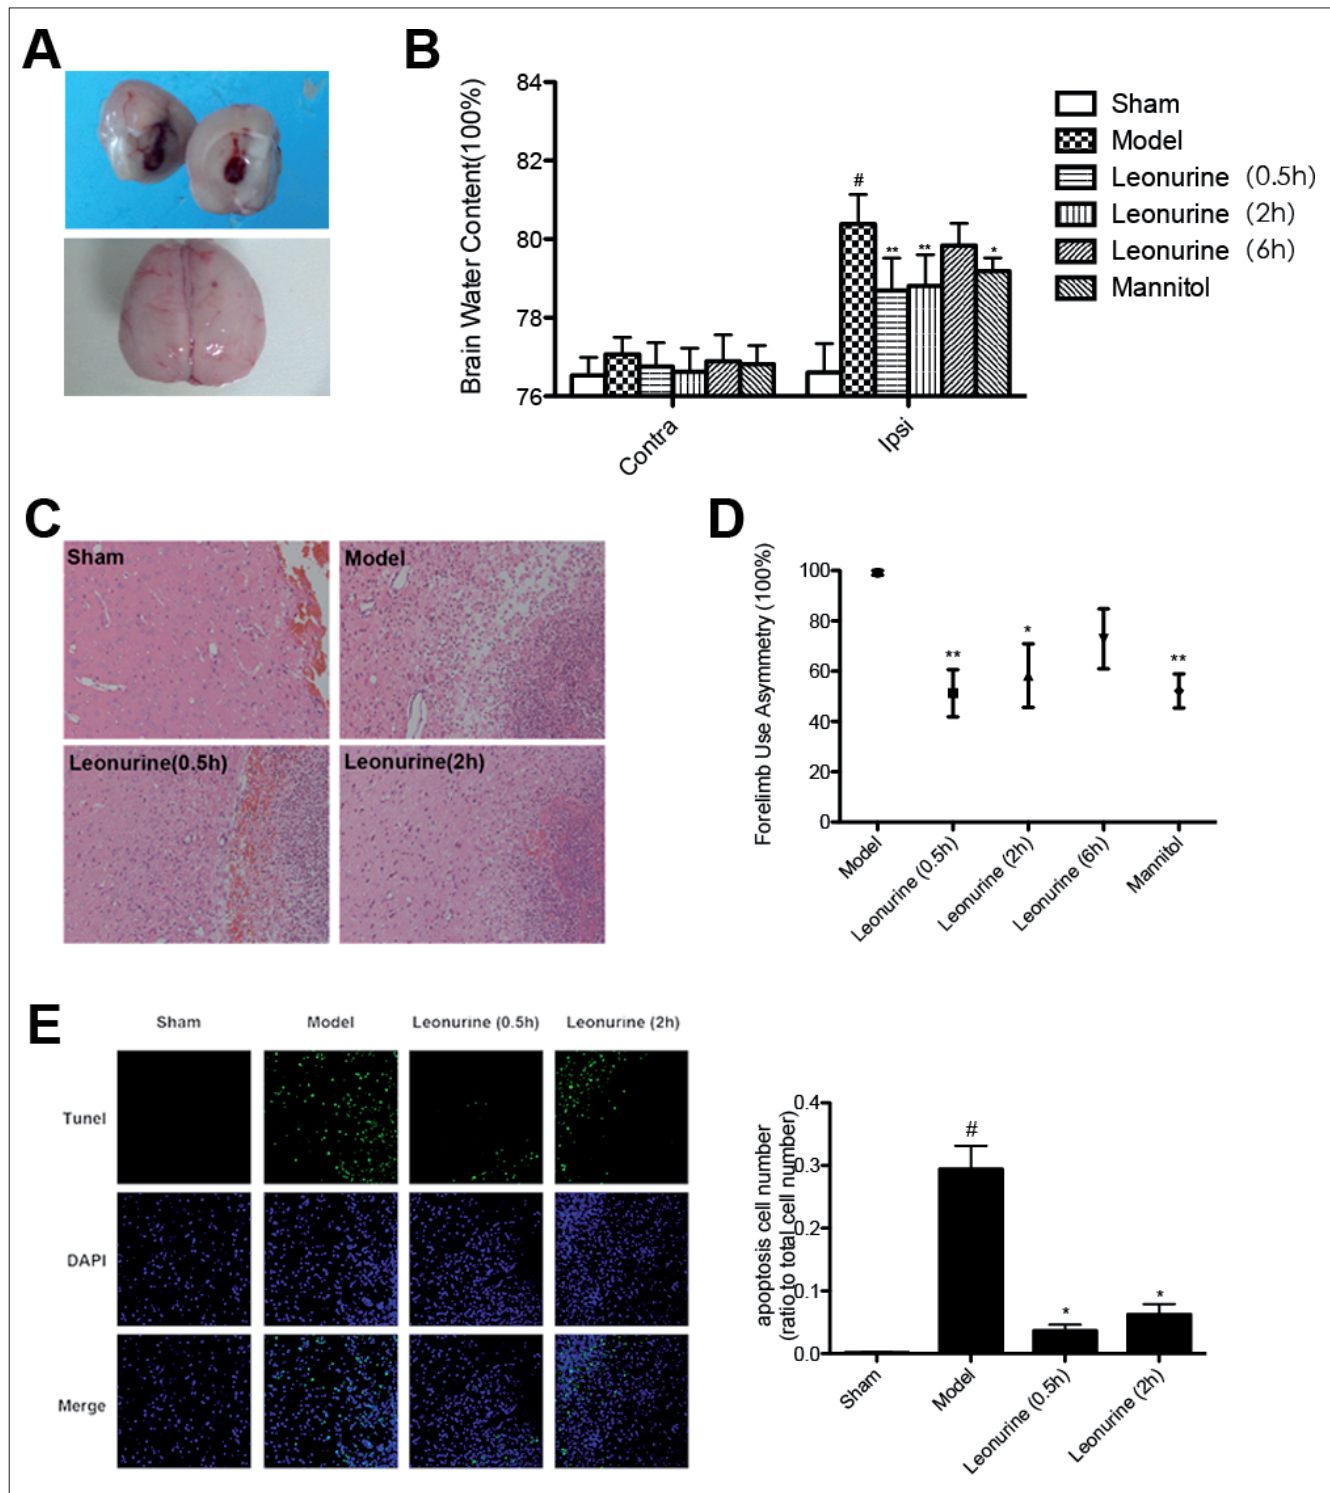 A
B
Brain Water Content(100%)
84
82
80
78
76
#
**
**
*
Contra
Ipsi
Sham
Model
Leonurine (0.5h)
Leonurine (2h)
Leonurine (6h)
Mannitol
C
Sham
Model
Leonurine(0.5h)
Leonurine(2h)
D
Forelimb Use Asymmetry (100%)
100
80
60
40
20
0
**
*
**
Model
Leonurine (0.5h)
Leonurine (2h)
Leonurine (6h)
Mannitol
E
Sham
Model
Leonurine (0.5h)
Leonurine (2h)
Tunel
DAPI
Merge
apoptosis cell number
(ratio to total cell number)
0.4
0.3
0.2
0.1
0.0
#
*
*
Sham
Model
Leonurine (0.5h)
Leonurine (2h)